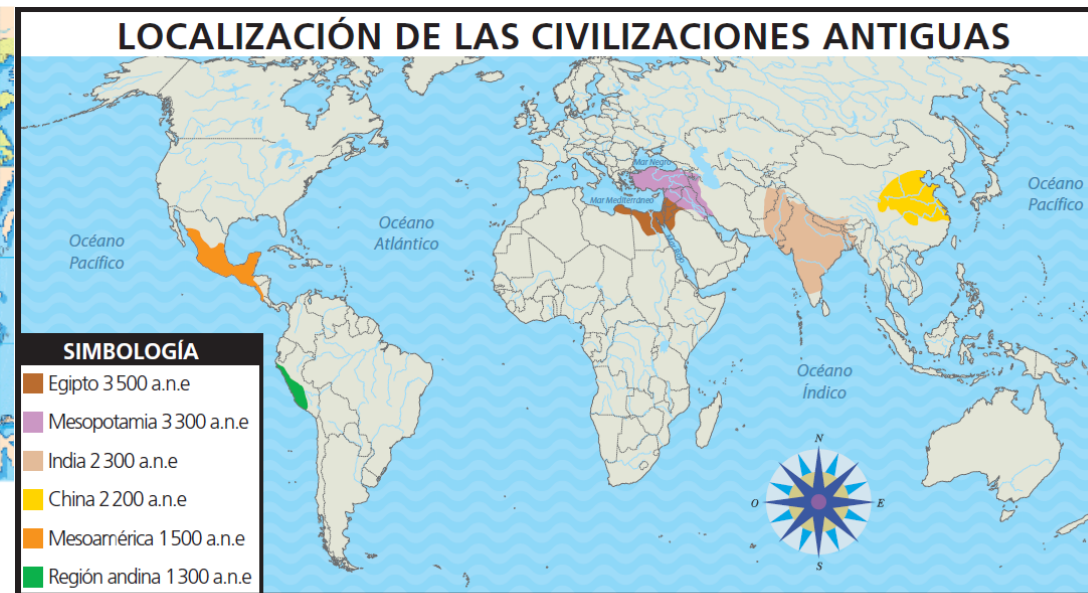 LOCALIZACIÓN DE LAS CIVILIZACIONES ANTIGUAS
Mar Negro
Mar Mediterráneo
Océano
Pacífico
Océano
Atlántico
Océano
Pacífico
Océano
Índico
SIMBOLOGÍA
Egipto 3 500 a.n.e
Mesopotamia 3 300 a.n.e
India 2 300 a.n.e
China 2 200 a.n.e
Mesoamérica 1 500 a.n.e
Región andina 1 300 a.n.e
N
O
E
S